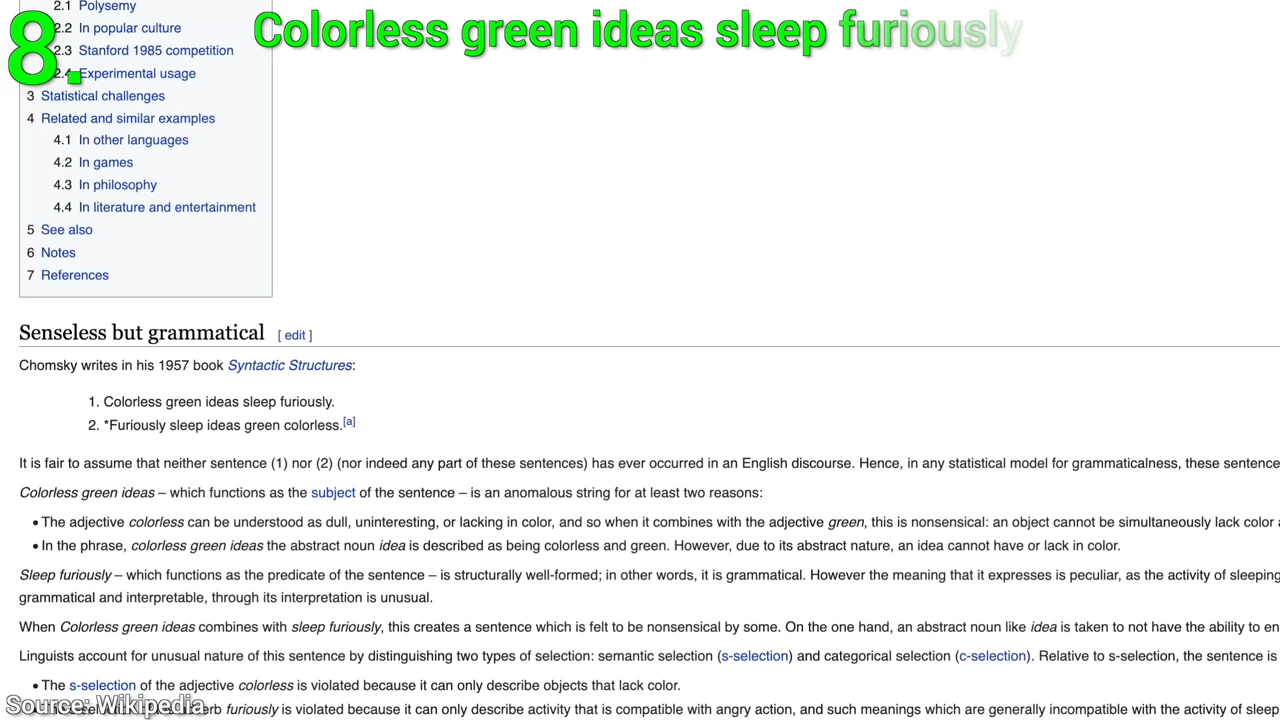 8.
Colorless green ideas sleep furiously
2.1 Polysemy
2.2 In popular culture
2.3 Stanford 1985 competition
2.4 Experimental usage
3 Statistical challenges
4 Related and similar examples
4.1 In other languages
4.2 In games
4.3 In philosophy
4.4 In literature and entertainment
5 See also
6 Notes
7 References
Senseless but grammatical [ edit ]
Chomsky writes in his 1957 book Syntactic Structures:
1. Colorless green ideas sleep furiously.
2. *Furiously sleep ideas green colorless.[a]
It is fair to assume that neither sentence (1) nor (2) (nor indeed any part of these sentences) has ever occurred in an English discourse. Hence, in any statistical model for grammaticalness, these sentence
Colorless green ideas – which functions as the subject of the sentence – is an anomalous string for at least two reasons:
• The adjective colorless can be understood as dull, uninteresting, or lacking in color, and so when it combines with the adjective green, this is nonsensical: an object cannot be simultaneously lack color
• In the phrase, colorless green ideas the abstract noun idea is described as being colorless and green. However, due to its abstract nature, an idea cannot have or lack in color.
Sleep furiously – which functions as the predicate of the sentence – is structurally well-formed; in other words, it is grammatical. However the meaning that it expresses is peculiar, as the activity of sleeping
grammatical and interpretable, through its interpretation is unusual.
When Colorless green ideas combines with sleep furiously, this creates a sentence which is felt to be nonsensical by some. On the one hand, an abstract noun like idea is taken to not have the ability to en
Linguists account for unusual nature of this sentence by distinguishing two types of selection: semantic selection (s-selection) and categorical selection (c-selection). Relative to s-selection, the sentence is
• The s-selection of the adjective colorless is violated because it can only describe objects that lack color.
furiously is violated because it can only describe activity that is compatible with angry action, and such meanings which are generally incompatible with the activity of sleep
Source: Wikipedia